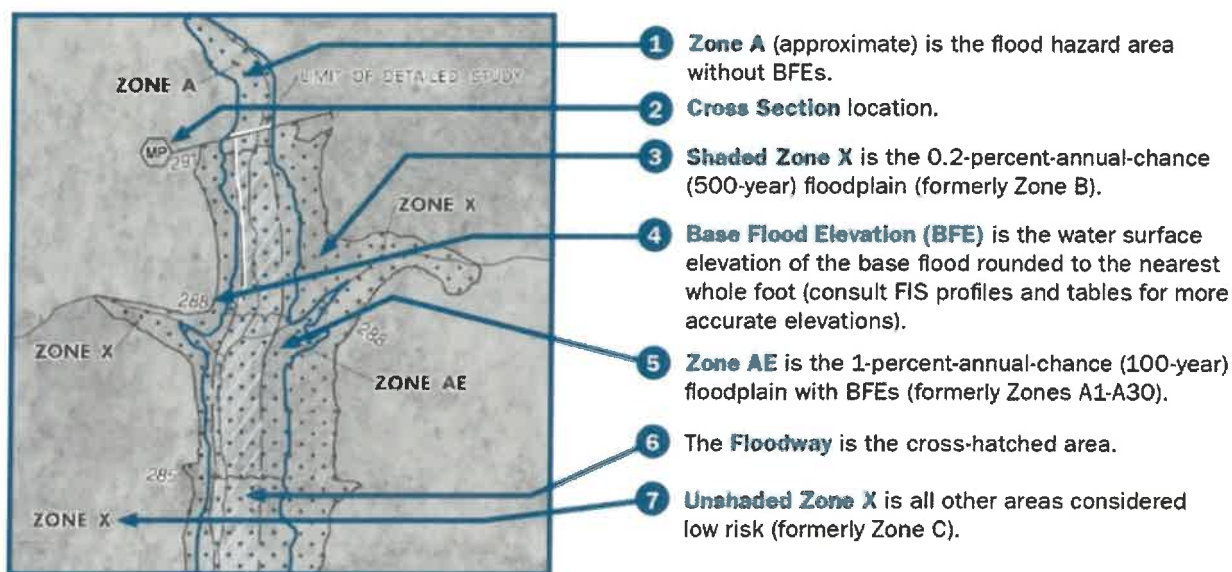 ZONE A
LIMIT OF DETAILED STUDY
MP
291
ZONE X
288
ZONE X
288
ZONE AE
285
ZONE X
1 Zone A (approximate) is the flood hazard area
without BFEs.
2 Cross Section location.
3 Shaded Zone X is the 0.2-percent-annual-chance
(500-year) floodplain (formerly Zone B).
4 Base Flood Elevation (BFE) is the water surface
elevation of the base flood rounded to the nearest
whole foot (consult FIS profiles and tables for more
accurate elevations).
5 Zone AE is the 1-percent-annual-chance (100-year)
floodplain with BFEs (formerly Zones A1-A30).
6 The Floodway is the cross-hatched area.
7 Unshaded Zone X is all other areas considered
low risk (formerly Zone C).